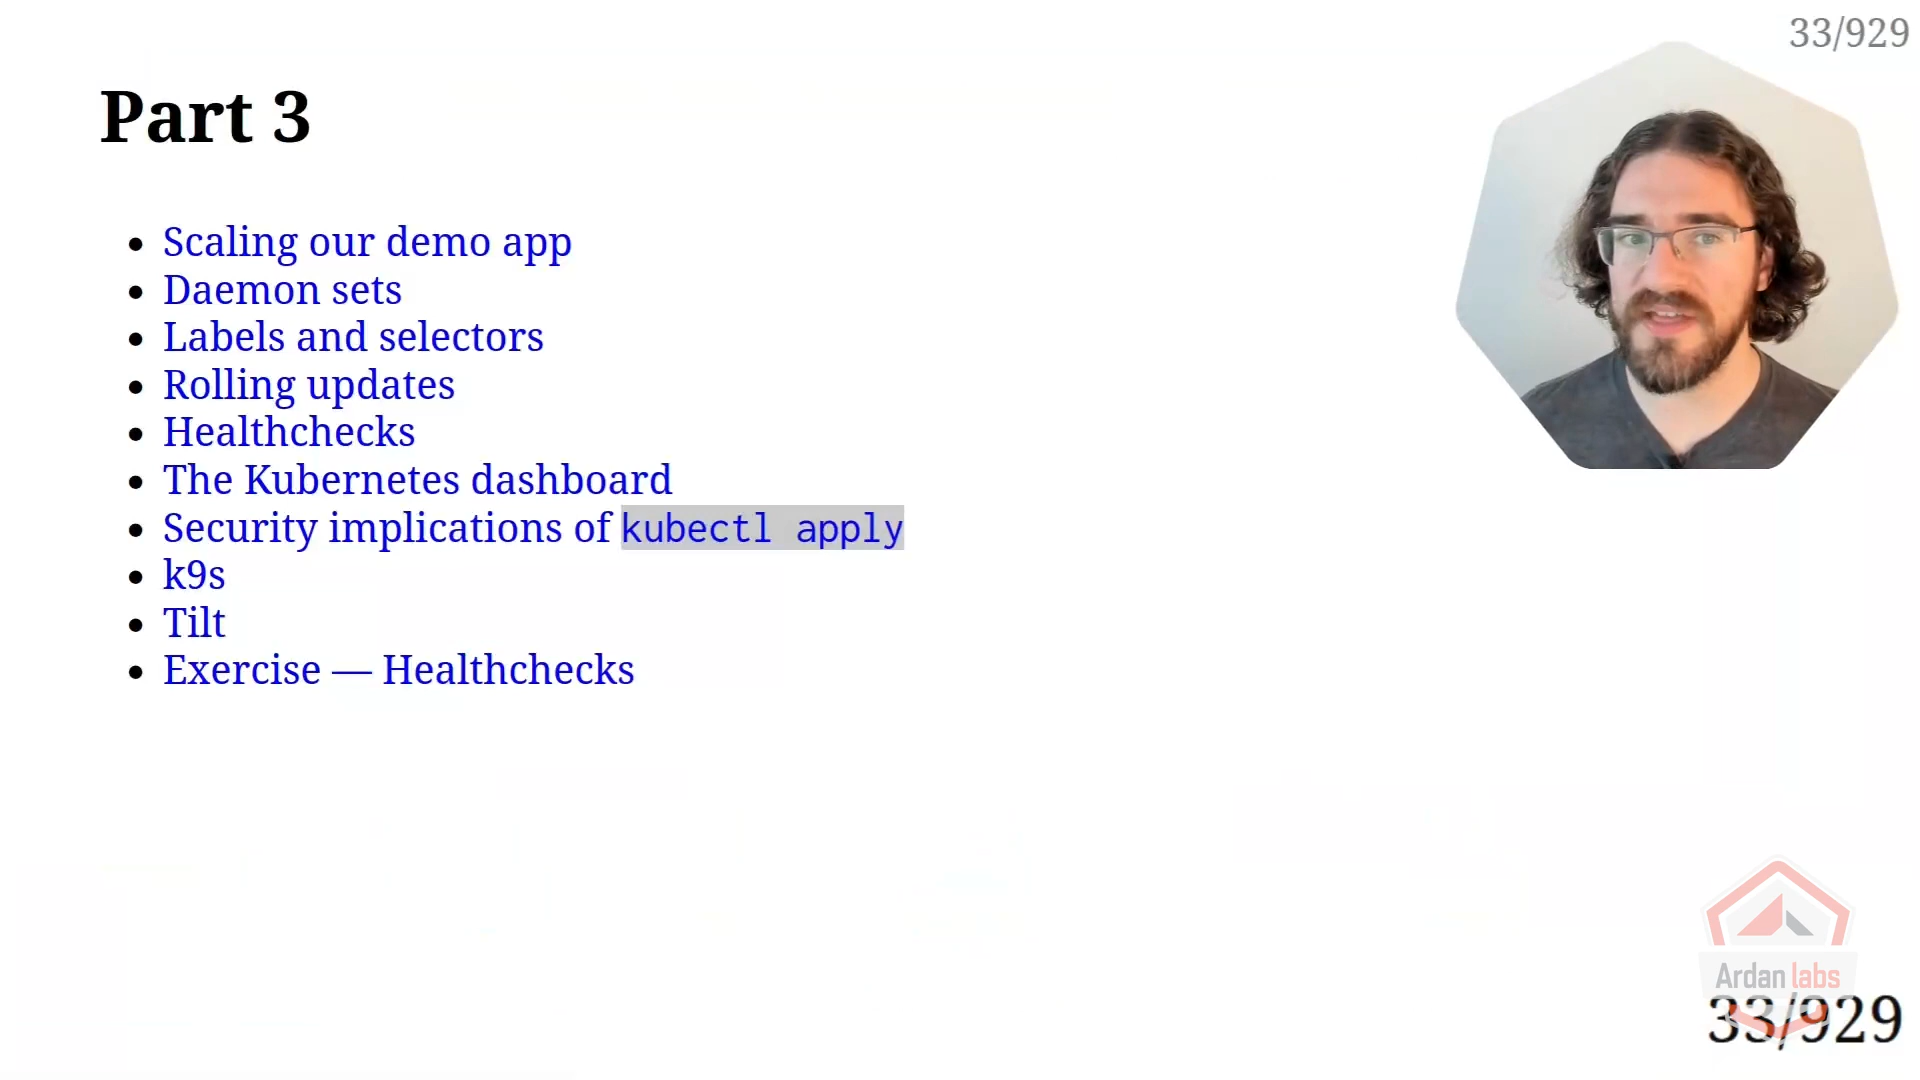 33/929
Part 3
Scaling our demo app
Daemon sets
Labels and selectors
Rolling updates
Healthchecks
The Kubernetes dashboard
Security implications of kubectl apply
k9s
Tilt
Exercise — Healthchecks
Ardan labs
33/929